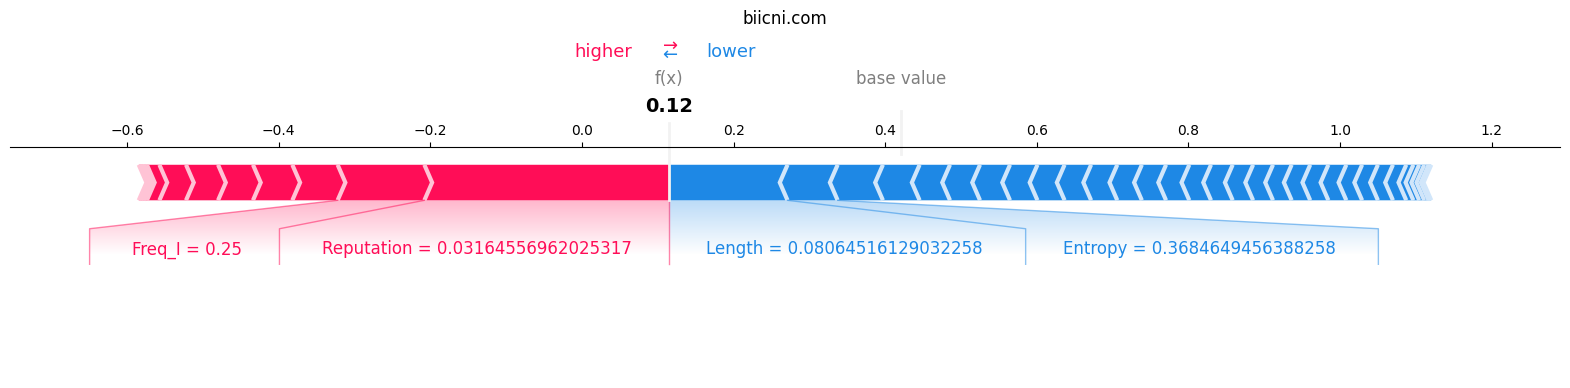 biicni.com
higher ⇄ lower
f(x) base value
0.12
−0.6 −0.4 −0.2 0.0 0.2 0.4 0.6 0.8 1.0 1.2
Freq_I = 0.25 Reputation = 0.03164556962025317 Length = 0.08064516129032258 Entropy = 0.3684649456388258